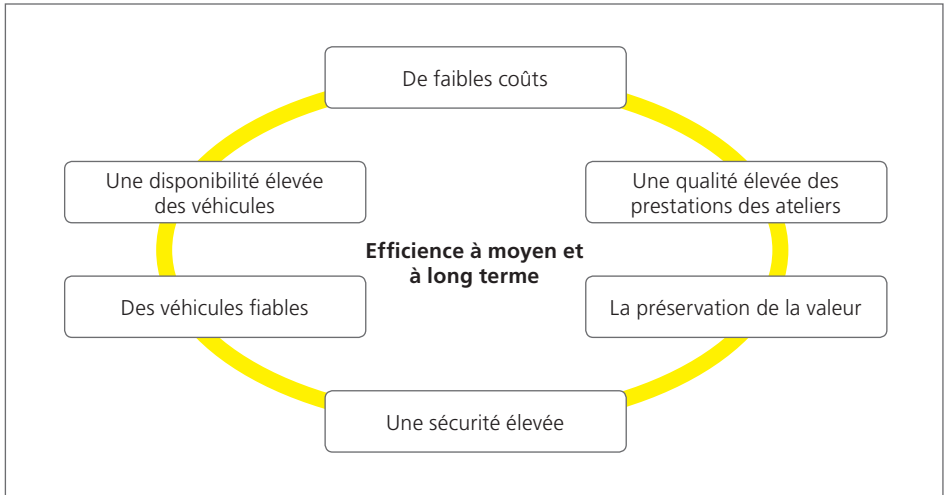 De faibles coûts
Une disponibilité élevée
des véhicules
Une qualité élevée des
prestations des ateliers
Efficience à moyen et
à long terme
Des véhicules fiables
La préservation de la valeur
Une sécurité élevée